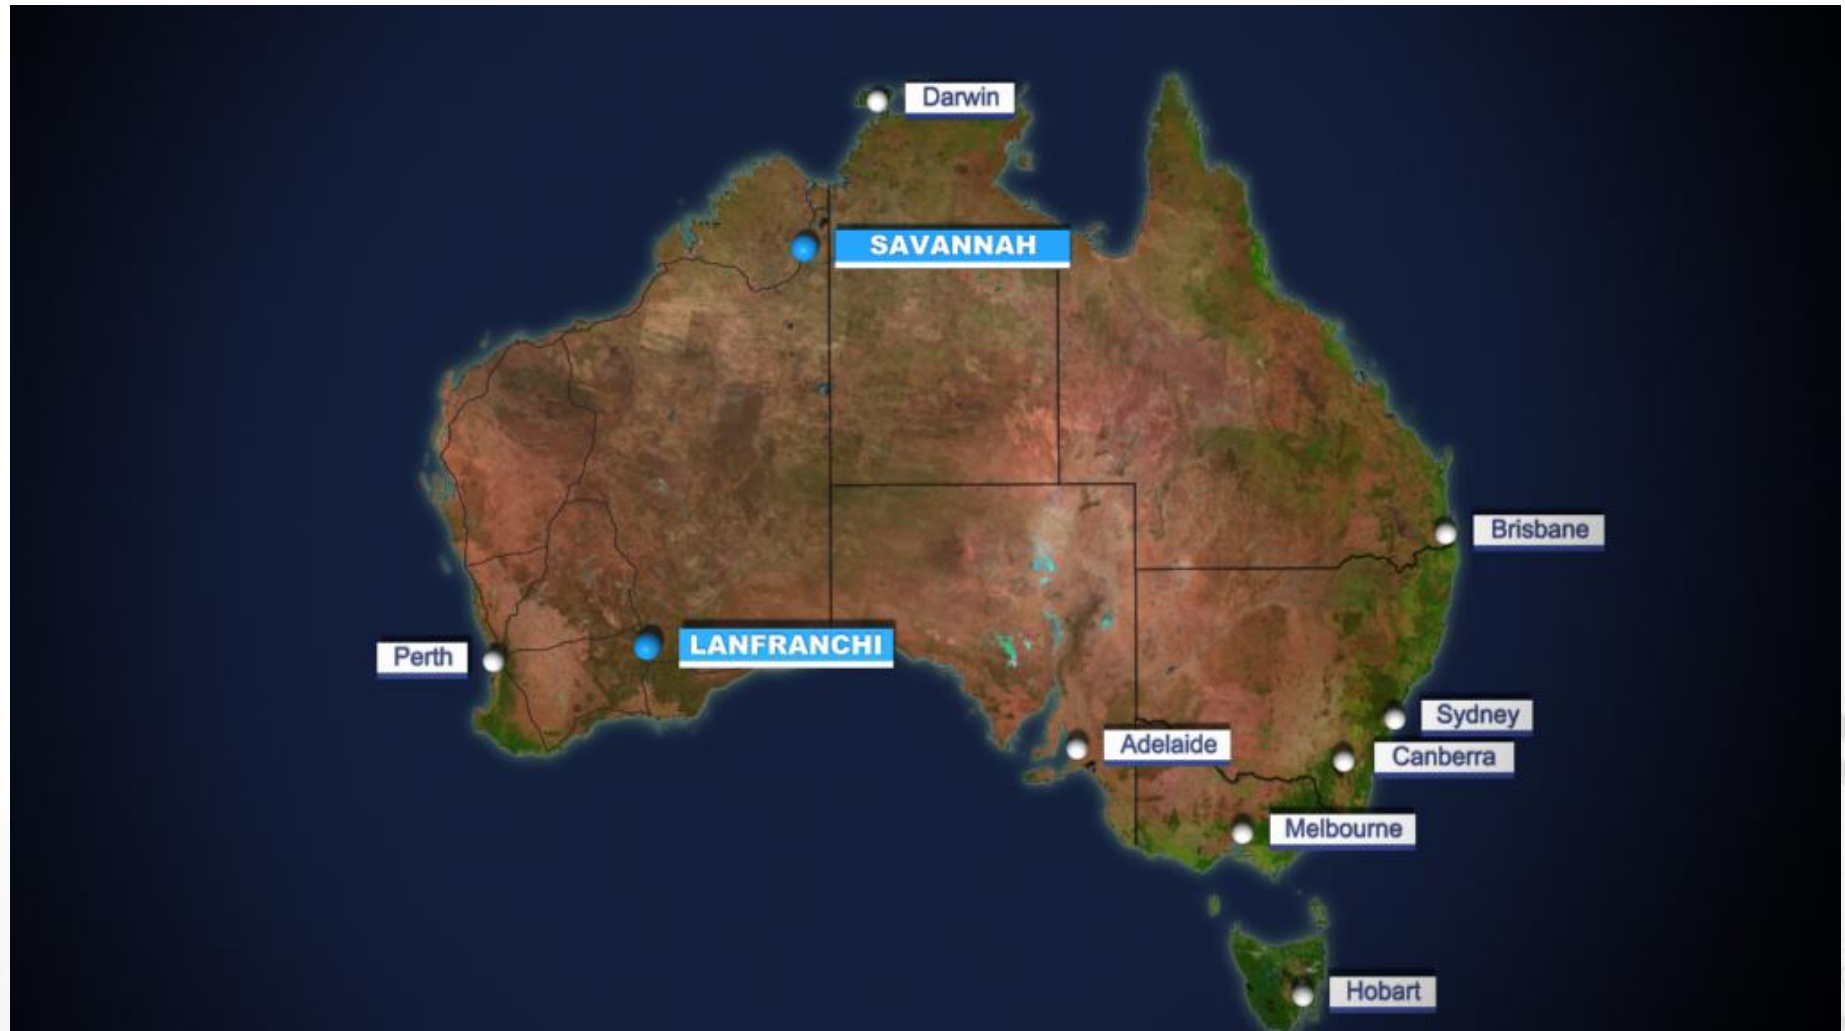 Darwin
SAVANNAH
Brisbane
LANFRANCHI
Perth
Sydney
Adelaide
Canberra
Melbourne
Hobart